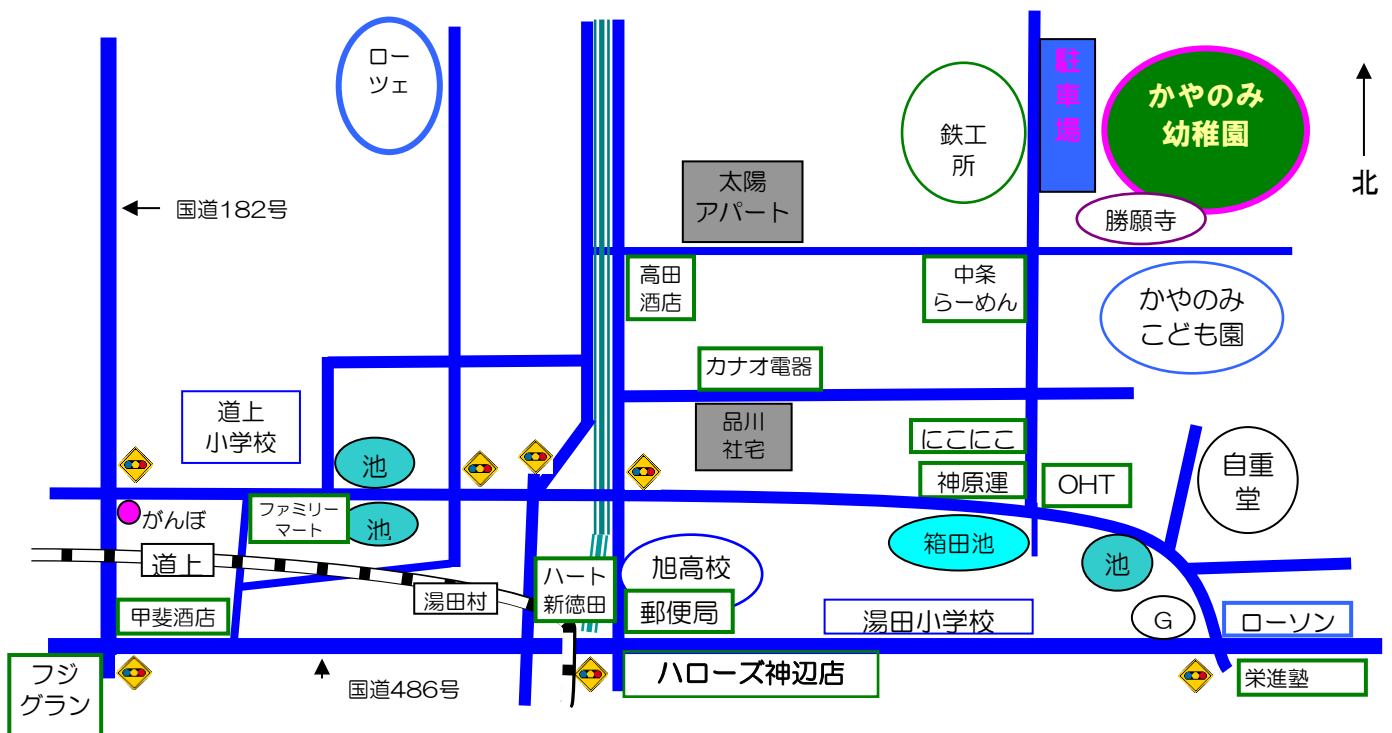 ロー
ツェ
駐
車
場
かやのみ
幼稚園
北
鉄工
所
太陽
アパート
国道182号
勝願寺
高田
酒店
中条
らーめん
かやのみ
こども園
カナオ電器
道上
小学校
品川
社宅
にこにこ
自重
堂
池
神原運
OHT
ファミリー
マート
がんぼ
池
箱田池
池
道上
旭高校
ハート
新徳田
湯田村
甲斐酒店
郵便局
湯田小学校
G
ローソン
フジ
グラン
国道486号
ハローズ神辺店
栄進塾